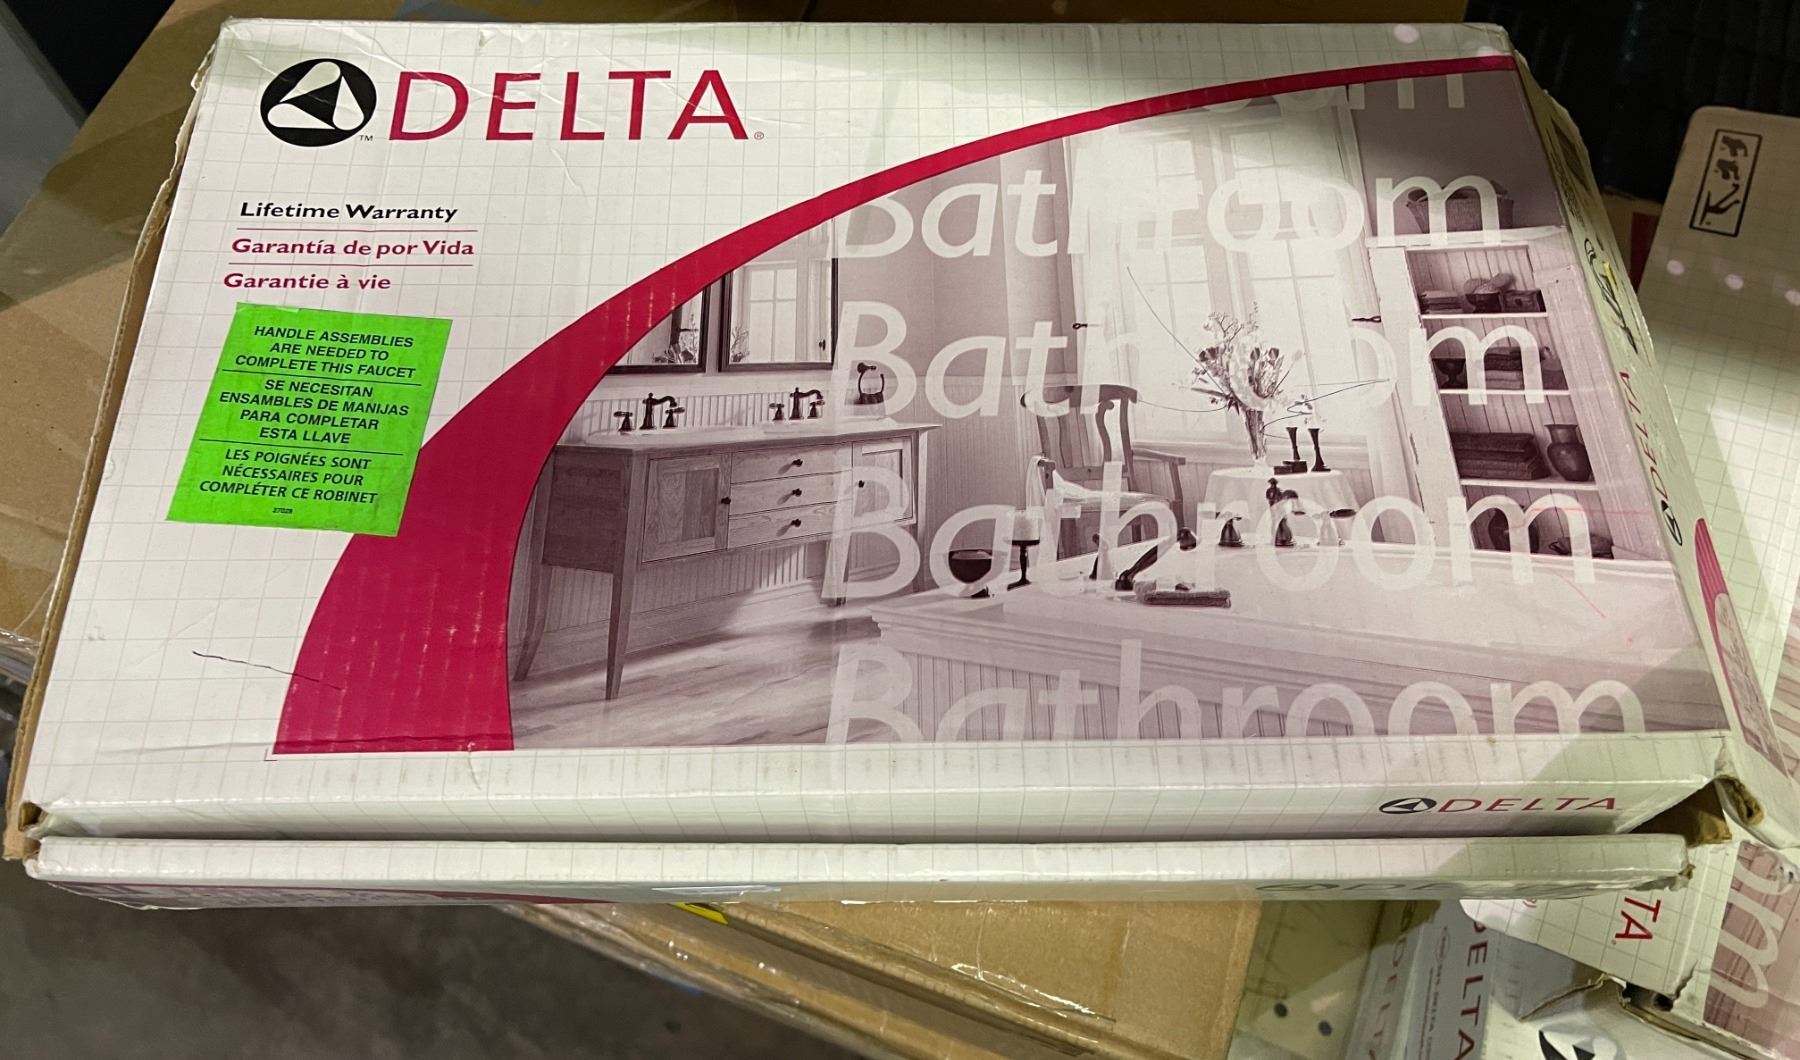 DELTA
TM
®
Lifetime Warranty
Garantía de por Vida
Garantie à vie
HANDLE ASSEMBLIES
ARE NEEDED TO
COMPLETE THIS FAUCET
SE NECESITAN
ENSAMBLES DE MANIJAS
PARA COMPLETAR
ESTA LLAVE
LES POIGNÉES SONT
NÉCESSAIRES POUR
COMPLÉTER CE ROBINET
27028
Bathroom
Bathroom
Bathroom
Bathroom
DELTA
DELTA
DELTA